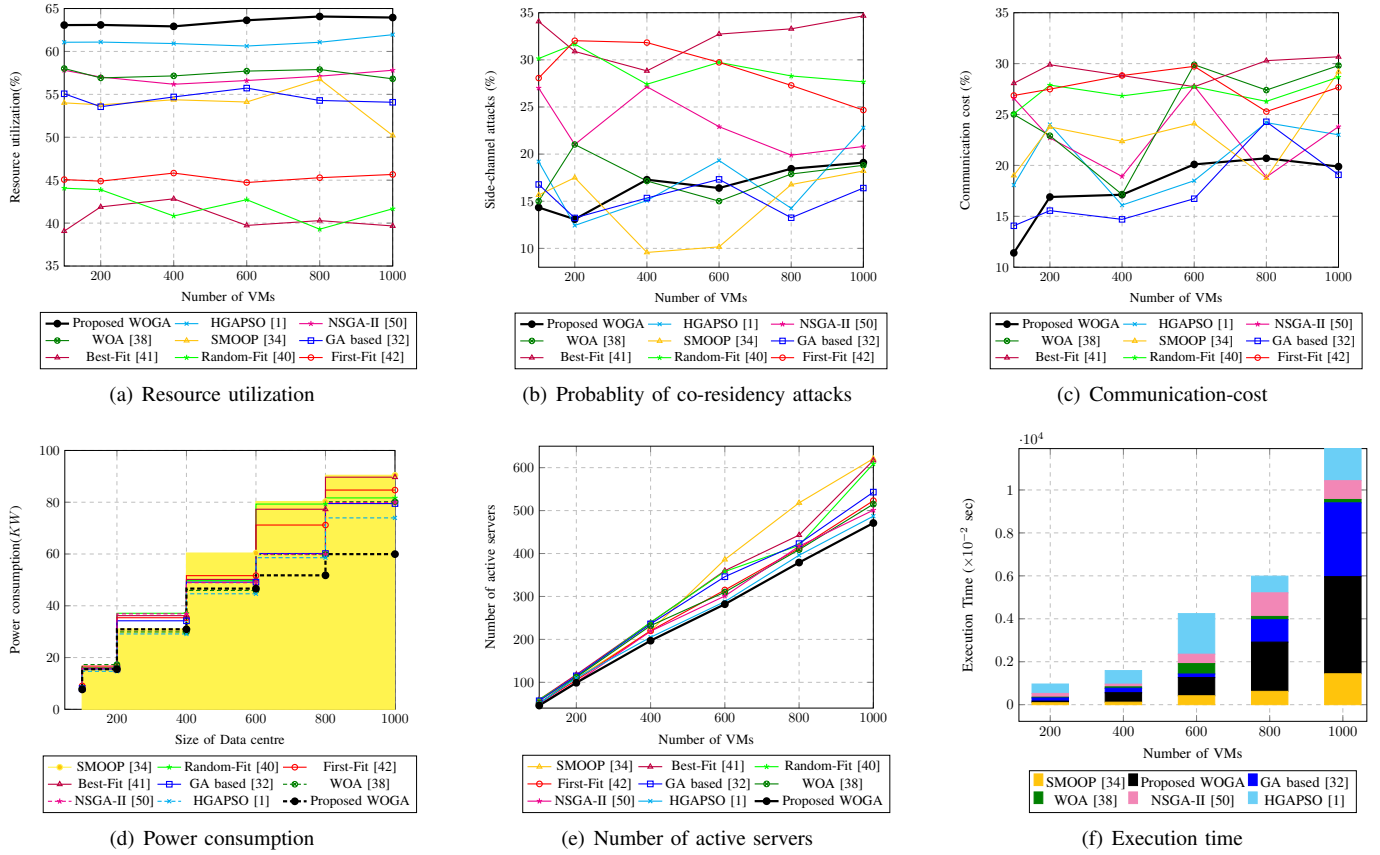 65
60
55
50
45
40
35
200
400
600
800
1000
Resource utilization(%)
Number of VMs
Proposed WOGA
HGAPSO [1]
NSGA-II [50]
WOA [38]
SMOOP [34]
GA based [32]
Best-Fit [41]
Random-Fit [40]
First-Fit [42]
(a) Resource utilization
35
30
25
20
15
10
200
400
600
800
1000
Side-channel attacks (%)
Number of VMs
Proposed WOGA
HGAPSO [1]
NSGA-II [50]
WOA [38]
SMOOP [34]
GA based [32]
Best-Fit [41]
Random-Fit [40]
First-Fit [42]
(b) Probablity of co-residency attacks
35
30
25
20
15
10
200
400
600
800
1000
Communication cost (%)
Number of VMs
Proposed WOGA
HGAPSO [1]
NSGA-II [50]
WOA [38]
SMOOP [34]
GA based [32]
Best-Fit [41]
Random-Fit [40]
First-Fit [42]
(c) Communication-cost
100
80
60
40
20
0
200
400
600
800
1000
Power consumption(KW)
Size of Data centre
SMOOP [34]
Random-Fit [40]
First-Fit [42]
Best-Fit [41]
GA based [32]
WOA [38]
NSGA-II [50]
HGAPSO [1]
Proposed WOGA
(d) Power consumption
600
500
400
300
200
100
200
400
600
800
1000
Number of active servers
Number of VMs
SMOOP [34]
Best-Fit [41]
Random-Fit [40]
First-Fit [42]
GA based [32]
WOA [38]
NSGA-II [50]
HGAPSO [1]
Proposed WOGA
(e) Number of active servers
·10⁴
1
0.8
0.6
0.4
0.2
0
200
400
600
800
1000
Execution Time (×10⁻² sec)
Number of VMs
SMOOP [34]
Proposed WOGA
GA based [32]
WOA [38]
NSGA-II [50]
HGAPSO [1]
(f) Execution time